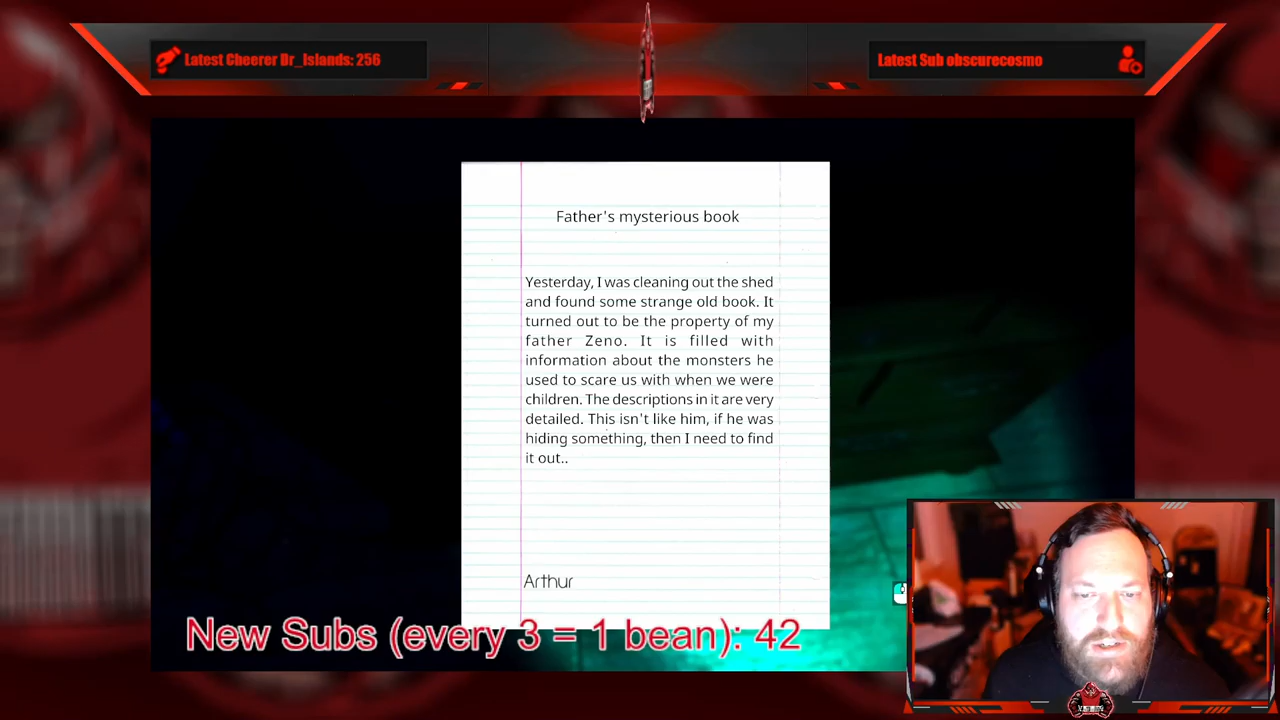 Latest Cheerer Dr_Islands: 256
Latest Sub obscurecosmo
Father's mysterious book
Yesterday, I was cleaning out the shed
and found some strange old book. It
turned out to be the property of my
father Zeno. It is filled with
information about the monsters he
used to scare us with when we were
children. The descriptions in it are very
detailed. This isn't like him, if he was
hiding something, then I need to find
it out..
Arthur
New Subs (every 3 = 1 bean): 42